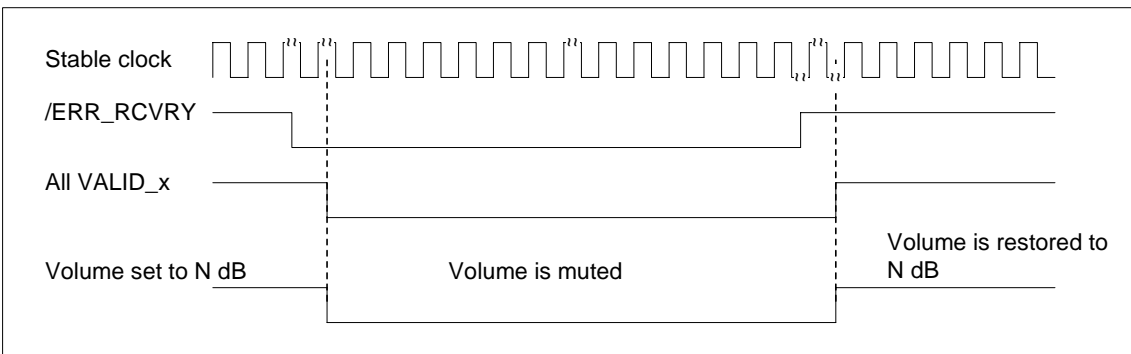 Stable clock
/ERR_RCVRY
All VALID_x
Volume set to N dB
Volume is muted
Volume is restored to
N dB